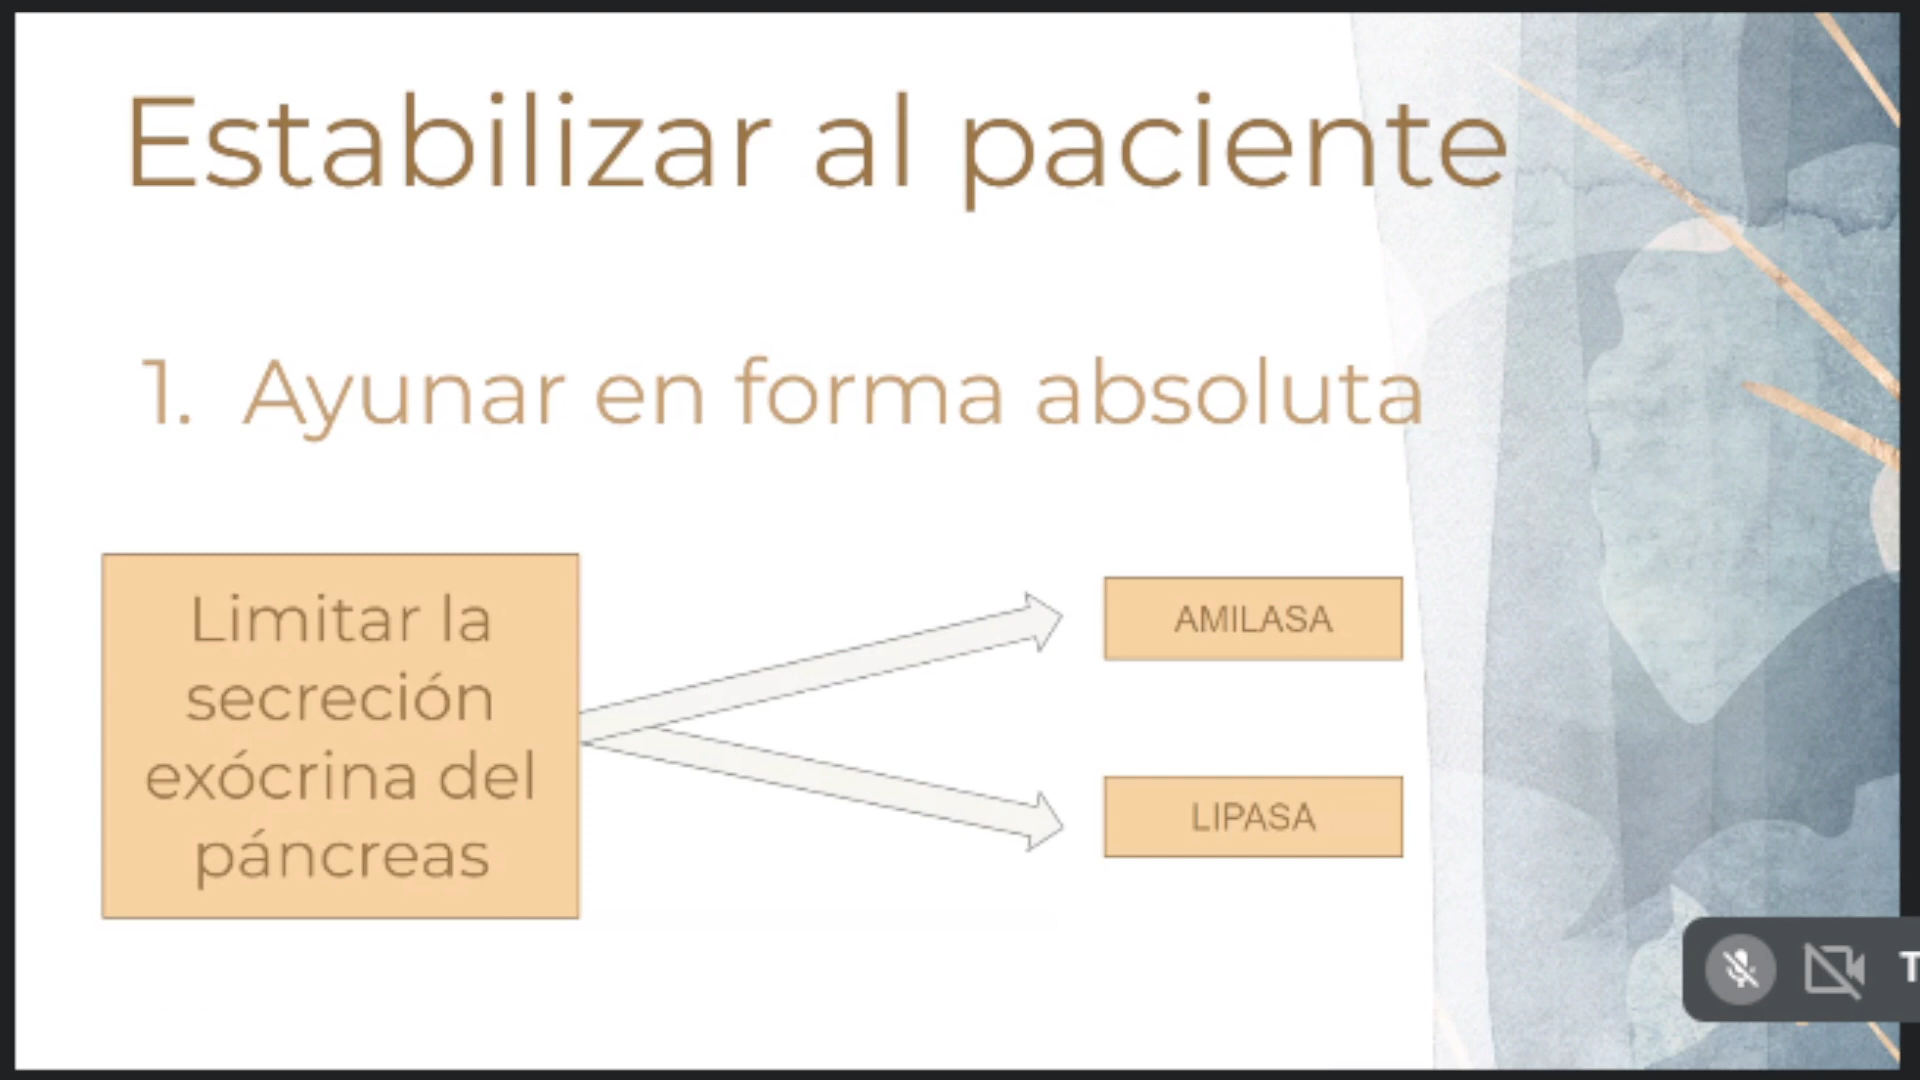 Estabilizar al paciente
1. Ayunar en forma absoluta
Limitar la
secreción
exócrina del
páncreas
AMILASA
LIPASA
T